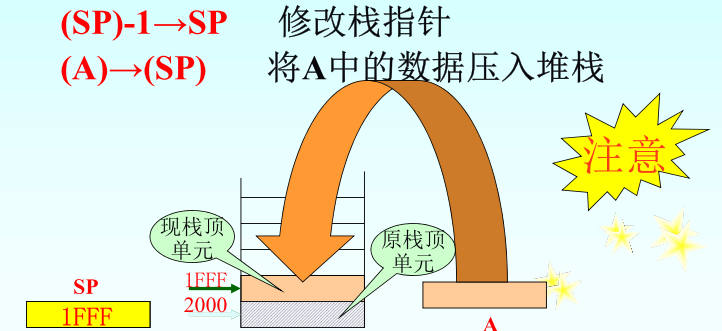 (SP)-1→SP 修改栈指针
(A)→(SP) 将A中的数据压入堆栈
注意
现栈顶
单元
原栈顶
单元
SP
1FFF
1FFF
2000
A